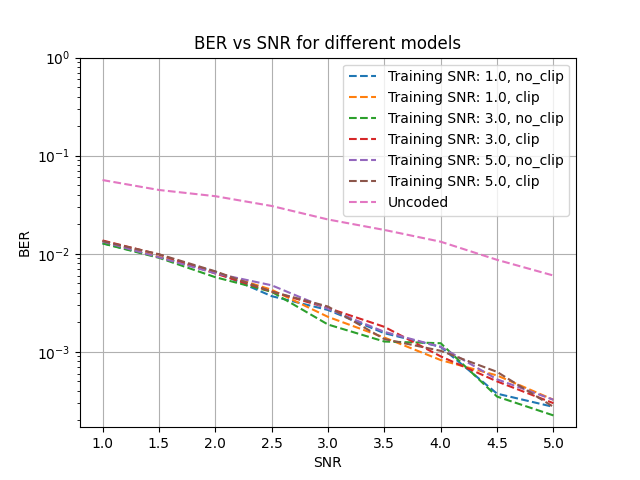 BER vs SNR for different models
10⁰
10⁻¹
10⁻²
10⁻³
BER
Training SNR: 1.0, no_clip
Training SNR: 1.0, clip
Training SNR: 3.0, no_clip
Training SNR: 3.0, clip
Training SNR: 5.0, no_clip
Training SNR: 5.0, clip
Uncoded
1.0 1.5 2.0 2.5 3.0 3.5 4.0 4.5 5.0
SNR